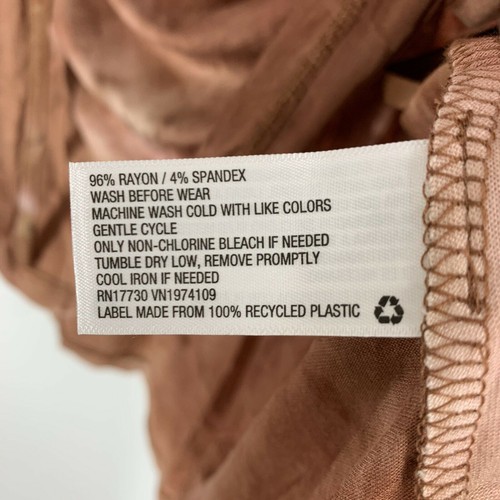 96% RAYON / 4% SPANDEX
WASH BEFORE WEAR
MACHINE WASH COLD WITH LIKE COLORS
GENTLE CYCLE
ONLY NON-CHLORINE BLEACH IF NEEDED
TUMBLE DRY LOW, REMOVE PROMPTLY
COOL IRON IF NEEDED
RN17730 VN1974109
LABEL MADE FROM 100% RECYCLED PLASTIC